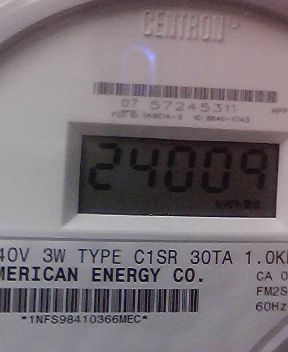 CENTRON®
07 57245311
24009
40V 3W TYPE C1SR 30TA 1.0K
MERICAN ENERGY CO.
CA 0
FM2S
60Hz
*1NFS98410366MEC*